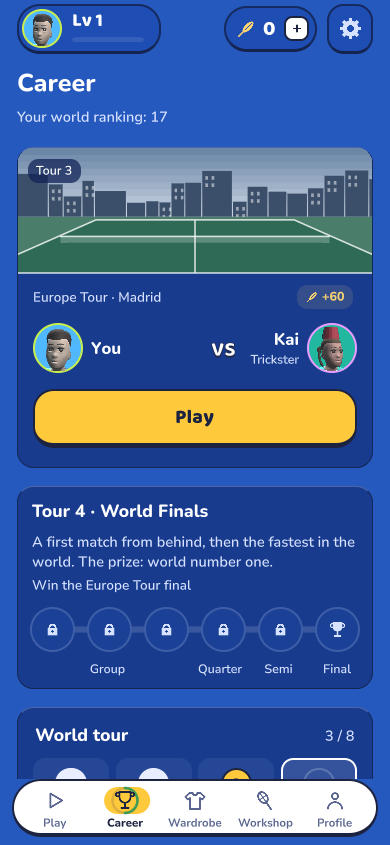 Lv 1
0
+
Career
Your world ranking: 17
Tour 3
Europe Tour · Madrid
+60
You
VS
Kai
Trickster
Play
Tour 4 · World Finals
A first match from behind, then the fastest in the
world. The prize: world number one.
Win the Europe Tour final
Group
Quarter
Semi
Final
World tour
3 / 8
Play
Career
Wardrobe
Workshop
Profile